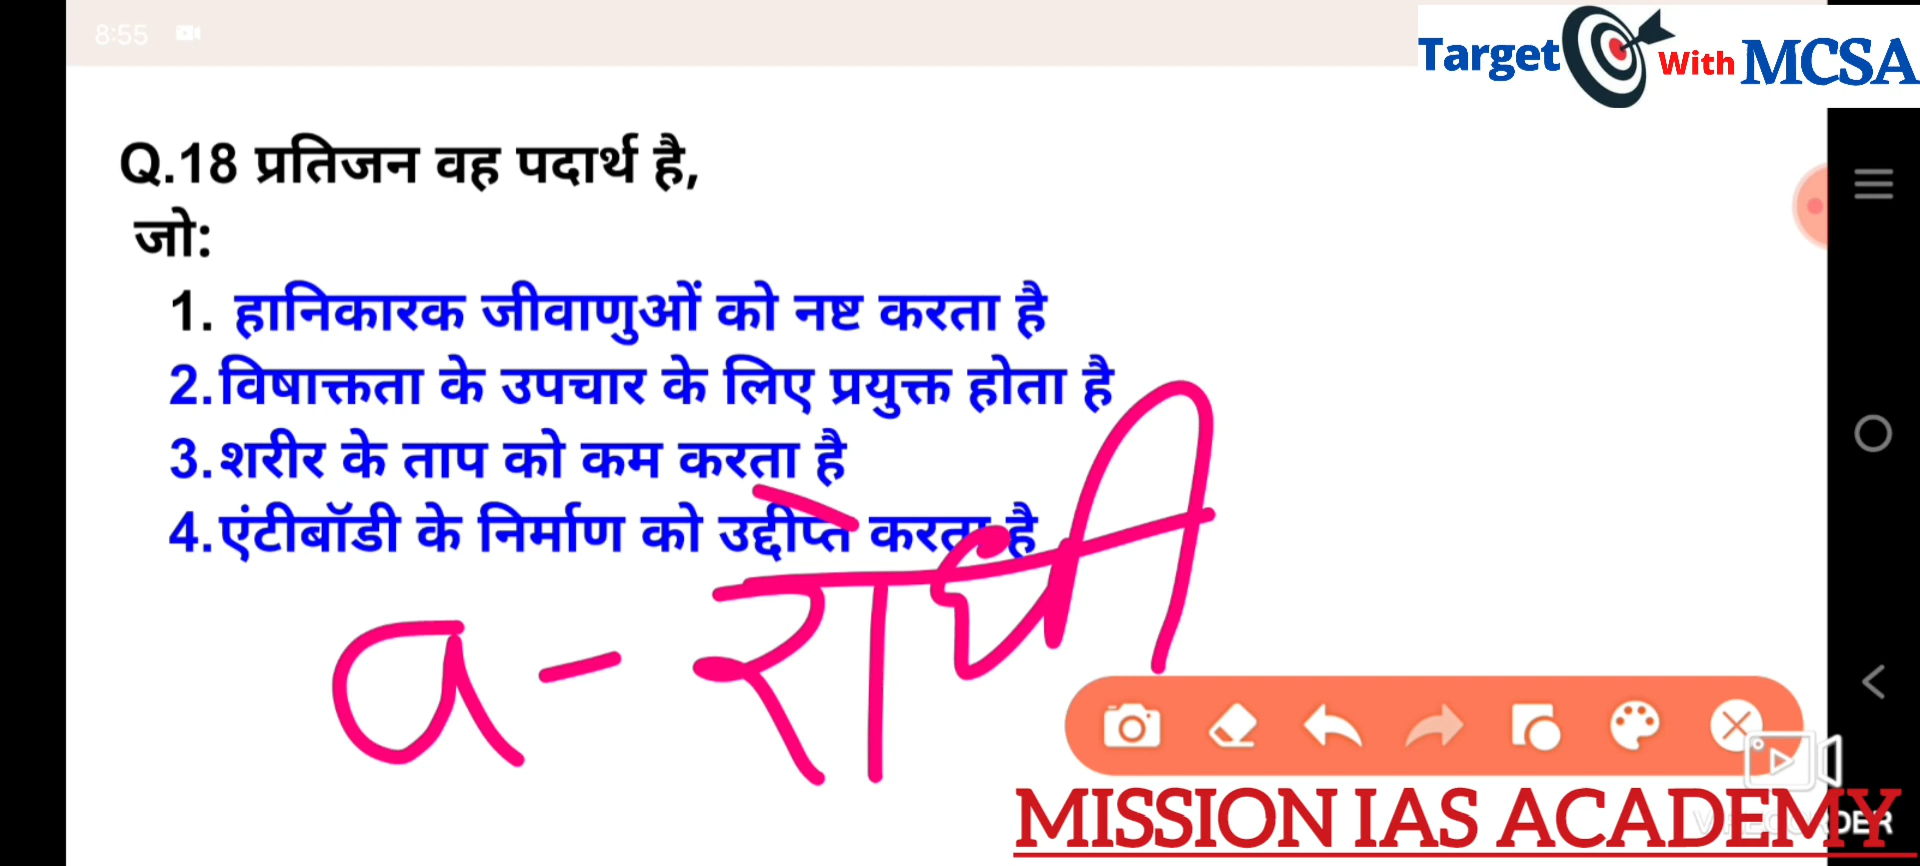 8:55
Target With MCSA
Q.18 प्रतिजन वह पदार्थ है,
जो:
1. हानिकारक जीवाणुओं को नष्ट करता है
2.विषाक्तता के उपचार के लिए प्रयुक्त होता है
3.शरीर के ताप को कम करता है
4.एंटीबॉडी के निर्माण को उद्दीप्त करता है
a - रोधी
MISSION IAS ACADEMY